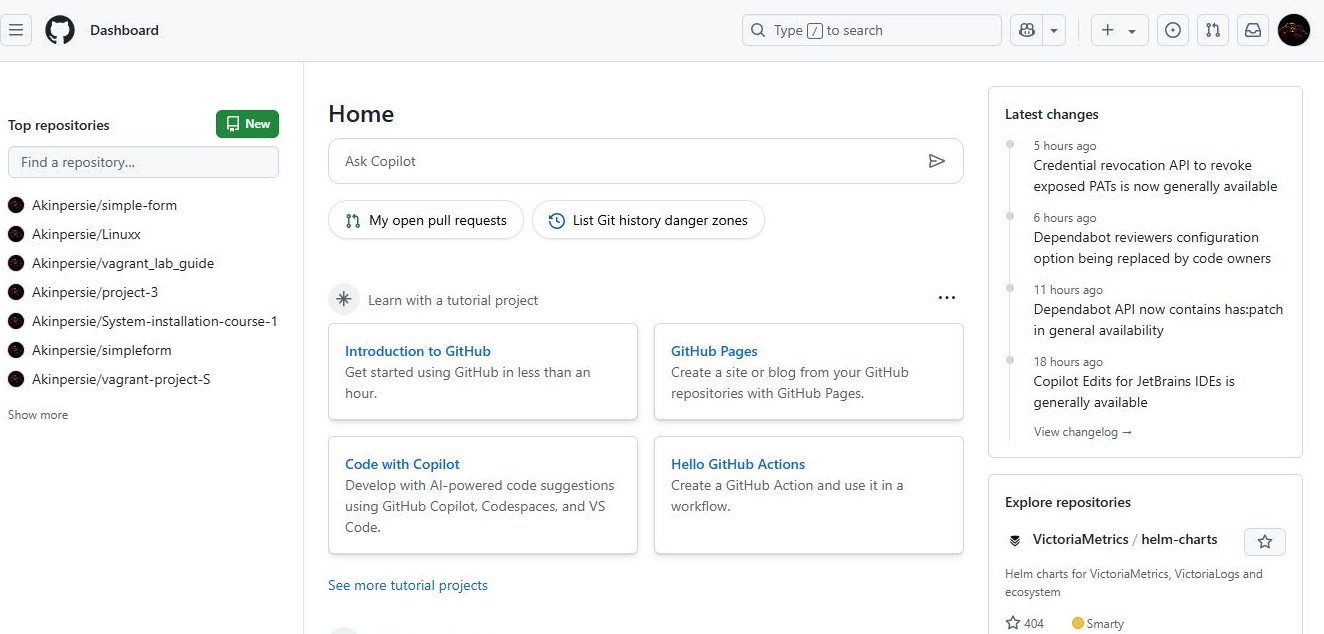 Dashboard
Type / to search
Top repositories
New
Find a repository...
Akinpersie/simple-form
Akinpersie/Linuxx
Akinpersie/vagrant_lab_guide
Akinpersie/project-3
Akinpersie/System-installation-course-1
Akinpersie/simpleform
Akinpersie/vagrant-project-S
Show more
Home
Ask Copilot
My open pull requests
List Git history danger zones
Learn with a tutorial project
Introduction to GitHub
Get started using GitHub in less than an
hour.
GitHub Pages
Create a site or blog from your GitHub
repositories with GitHub Pages.
Code with Copilot
Develop with AI-powered code suggestions
using GitHub Copilot, Codespaces, and VS
Code.
Hello GitHub Actions
Create a GitHub Action and use it in a
workflow.
See more tutorial projects
Latest changes
5 hours ago
Credential revocation API to revoke
exposed PATs is now generally available
6 hours ago
Dependabot reviewers configuration
option being replaced by code owners
11 hours ago
Dependabot API now contains has:patch
in general availability
18 hours ago
Copilot Edits for JetBrains IDEs is
generally available
View changelog →
Explore repositories
VictoriaMetrics / helm-charts
Helm charts for VictoriaMetrics, VictoriaLogs and
ecosystem
404
Smarty